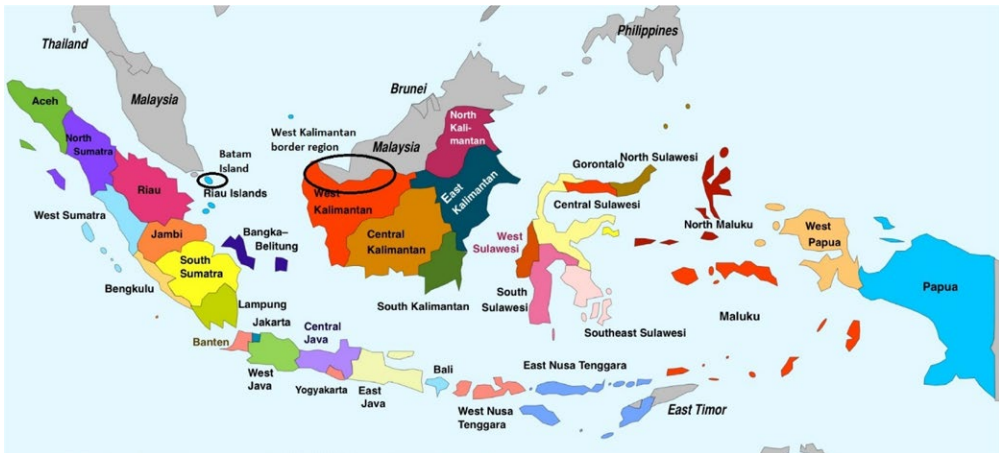 Thailand
Philippines
Malaysia
Brunei
Aceh
North
Sumatra
West Kalimantan
border region
North
Kali-
mantan
Malaysia
Batam
Island
Riau
Riau Islands
West Sumatra
Jambi
Bangka–
Belitung
South
Sumatra
Bengkulu
Lampung
West
Kalimantan
Central
Kalimantan
East
Kalimantan
South Kalimantan
Gorontalo
North Sulawesi
Central Sulawesi
West
Sulawesi
South
Sulawesi
Southeast Sulawesi
North Maluku
Maluku
West
Papua
Papua
Banten
Jakarta
West
Java
Central
Java
Yogyakarta
East
Java
Bali
West Nusa
Tenggara
East Nusa Tenggara
East Timor